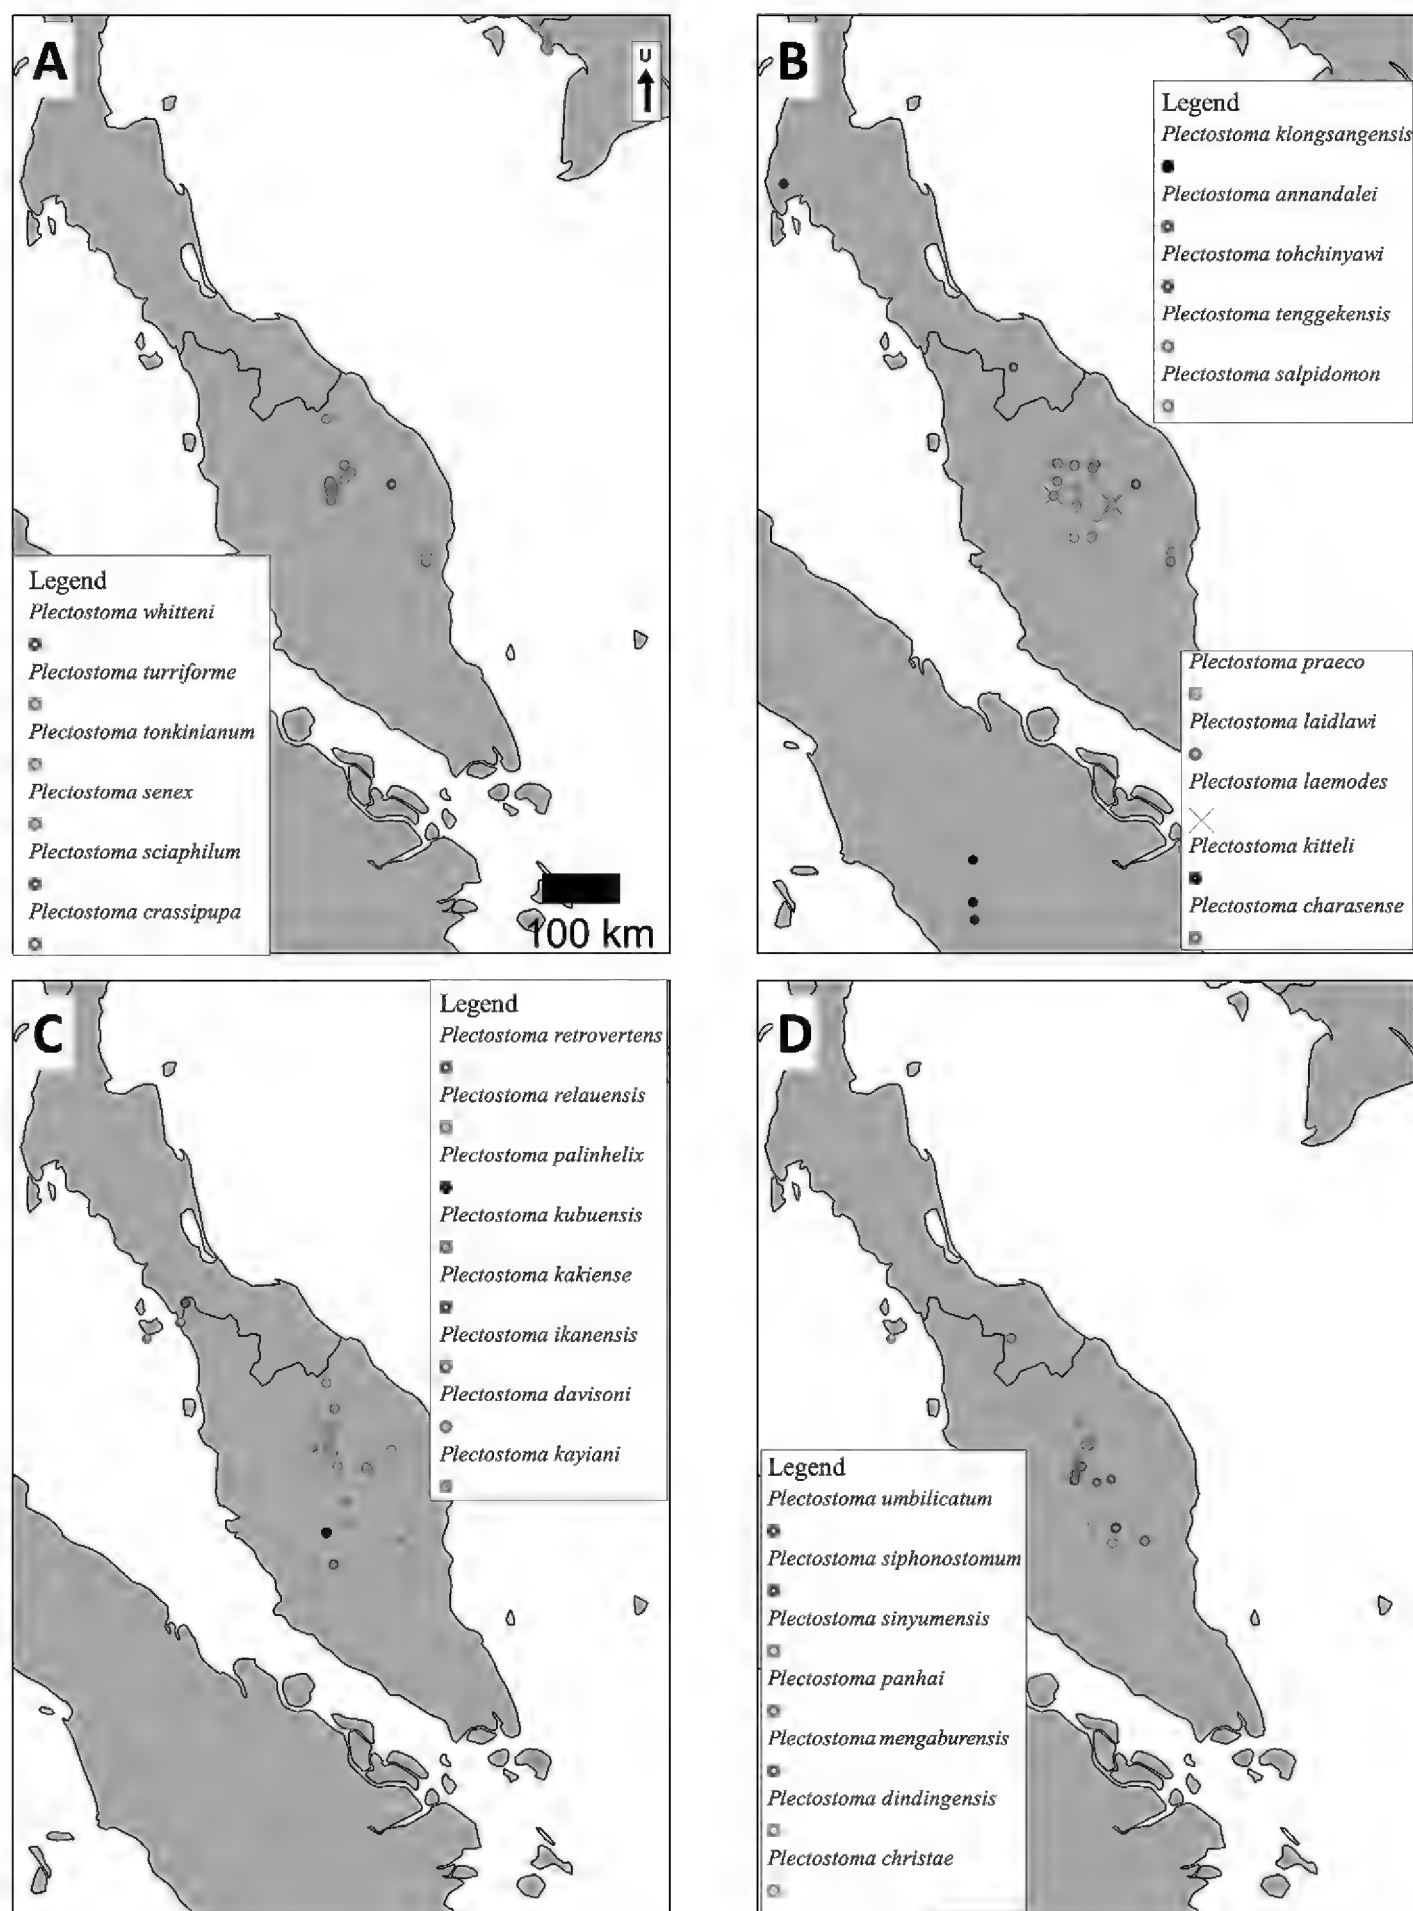 A
U
Legend
Plectostoma whitteni
Plectostoma turriforme
Plectostoma tonkinianum
Plectostoma senex
Plectostoma sciaphilum
Plectostoma crassipupa
100 km
B
Legend
Plectostoma klongsangensis
Plectostoma annandalei
Plectostoma tohchinyawi
Plectostoma tenggekensis
Plectostoma salpidomon
Plectostoma praeco
Plectostoma laidlawi
Plectostoma laemodes
Plectostoma kitteli
Plectostoma charasense
C
Legend
Plectostoma retrovertens
Plectostoma relauensis
Plectostoma palinhelix
Plectostoma kubuensis
Plectostoma kakiense
Plectostoma ikanensis
Plectostoma davisoni
Plectostoma kayiani
D
Legend
Plectostoma umbilicatum
Plectostoma siphonostomum
Plectostoma sinyumensis
Plectostoma panhai
Plectostoma mengaburensis
Plectostoma dindingensis
Plectostoma christae